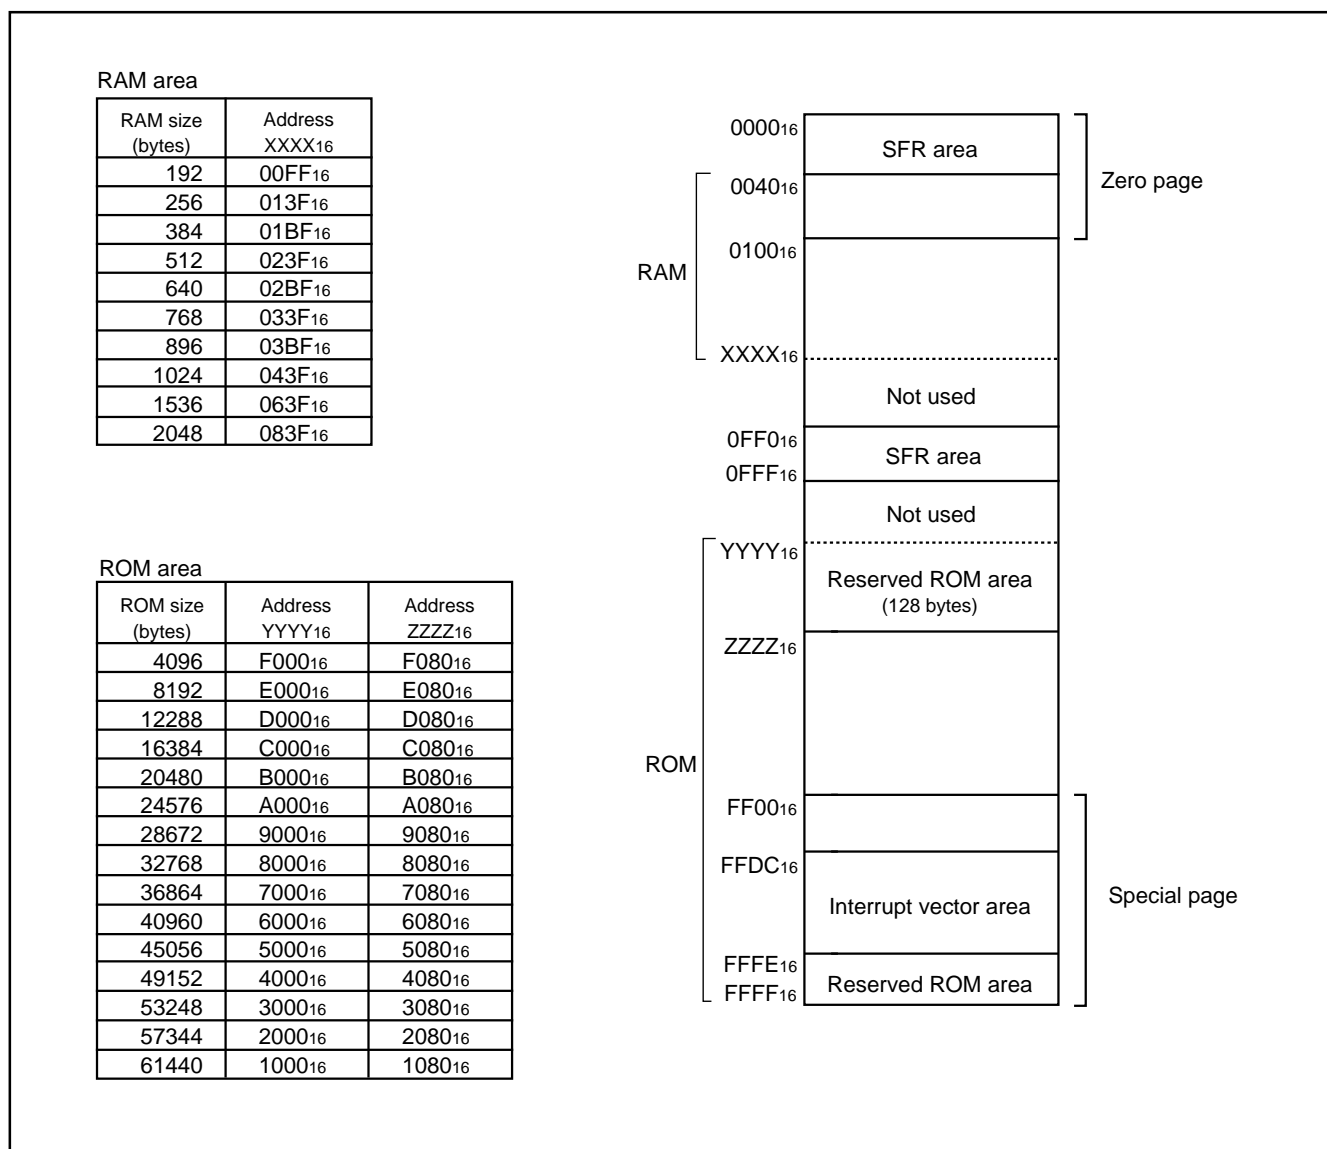 RAM area
RAM size
(bytes)
Address
XXXX16
192 00FF16
256 013F16
384 01BF16
512 023F16
640 02BF16
768 033F16
896 03BF16
1024 043F16
1536 063F16
2048 083F16
ROM area
ROM size
(bytes)
Address
YYYY16
Address
ZZZZ16
4096 F00016 F08016
8192 E00016 E08016
12288 D00016 D08016
16384 C00016 C08016
20480 B00016 B08016
24576 A00016 A08016
28672 900016 908016
32768 800016 808016
36864 700016 708016
40960 600016 608016
45056 500016 508016
49152 400016 408016
53248 300016 308016
57344 200016 208016
61440 100016 108016
000016
SFR area
Zero page
004016
010016
RAM
XXXX16
Not used
0FF016
SFR area
0FFF16
Not used
YYYY16
Reserved ROM area
(128 bytes)
ZZZZ16
ROM
FF0016
FFDC16
Interrupt vector area
Special page
FFFE16
Reserved ROM area
FFFF16